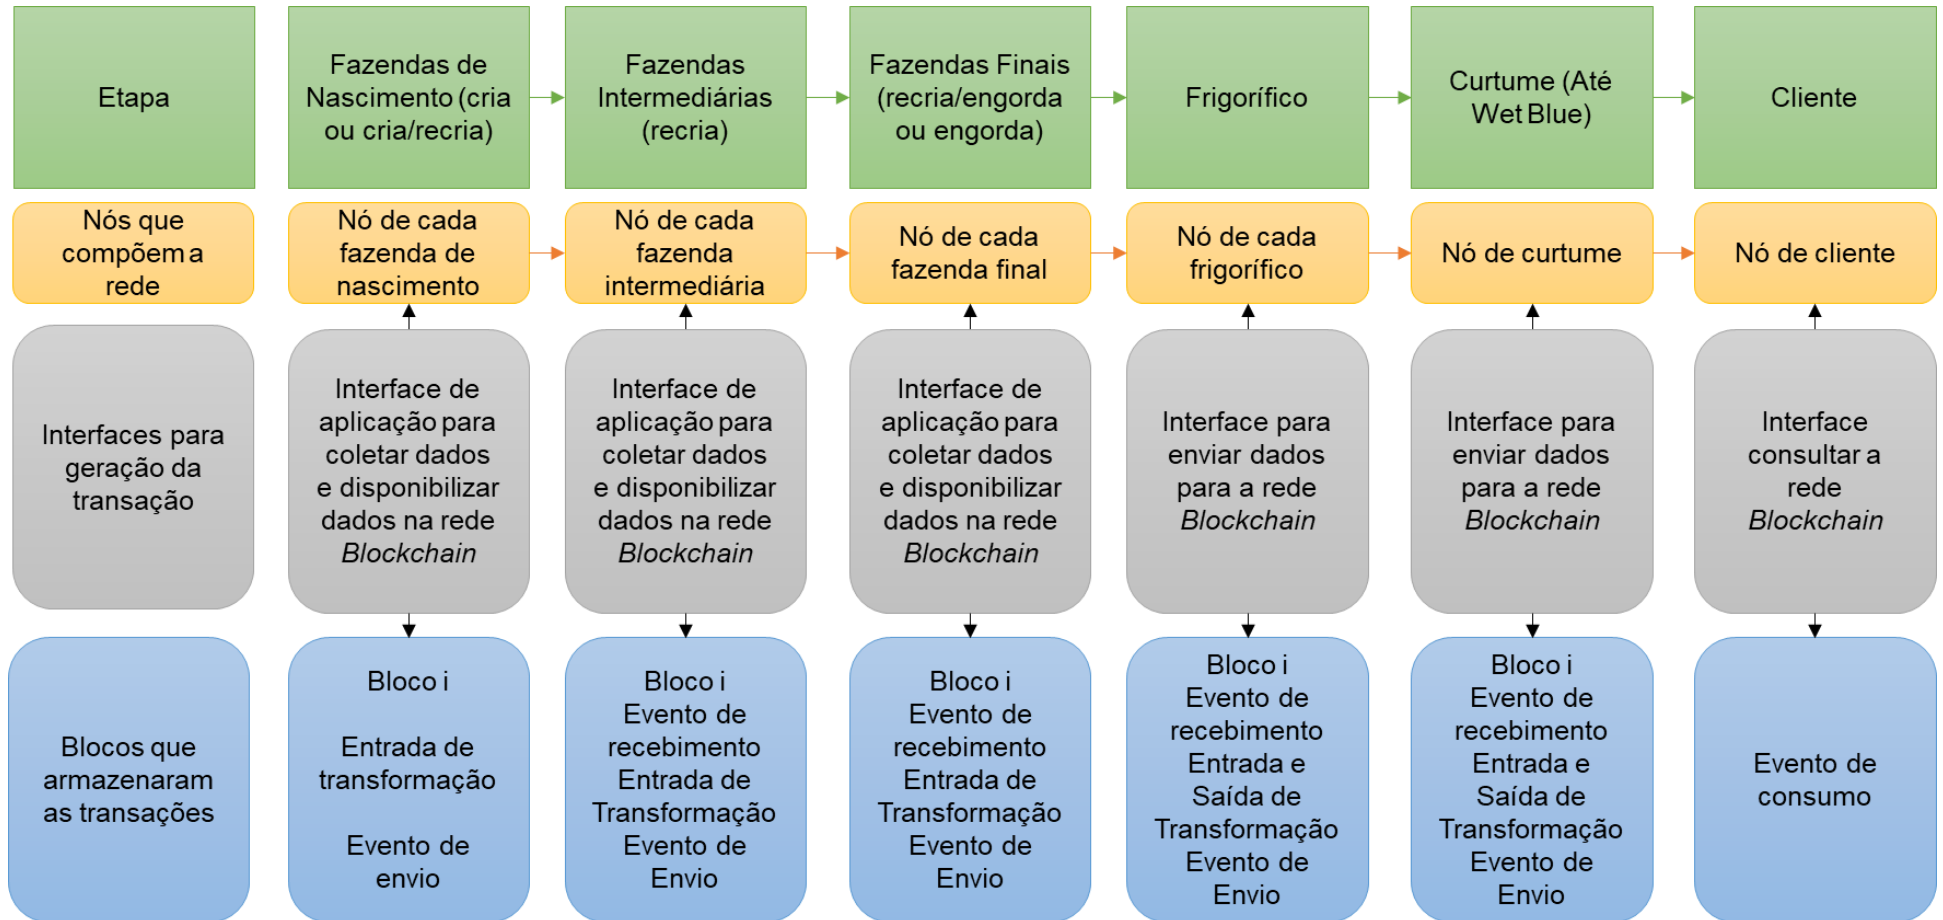 Etapa
Fazendas de
Nascimento (cria
ou cria/recria)
Fazendas
Intermediárias
(recria)
Fazendas Finais
(recria/engorda
ou engorda)
Frigorífico
Curtume (Até
Wet Blue)
Cliente
Nós que
compõem a
rede
Nó de cada
fazenda de
nascimento
Nó de cada
fazenda
intermediária
Nó de cada
fazenda final
Nó de cada
frigorífico
Nó de curtume
Nó de cliente
Interfaces para
geração da
transação
Interface de
aplicação para
coletar dados
e disponibilizar
dados na rede
Blockchain
Interface de
aplicação para
coletar dados
e disponibilizar
dados na rede
Blockchain
Interface de
aplicação para
coletar dados
e disponibilizar
dados na rede
Blockchain
Interface para
enviar dados
para a rede
Blockchain
Interface para
enviar dados
para a rede
Blockchain
Interface
consultar a
rede
Blockchain
Blocos que
armazenaram
as transações
Bloco i
Entrada de
transformação
Evento de
envio
Bloco i
Evento de
recebimento
Entrada de
Transformação
Evento de
Envio
Bloco i
Evento de
recebimento
Entrada de
Transformação
Evento de
Envio
Bloco i
Evento de
recebimento
Entrada e
Saída de
Transformação
Evento de
Envio
Bloco i
Evento de
recebimento
Entrada e
Saída de
Transformação
Evento de
Envio
Evento de
consumo